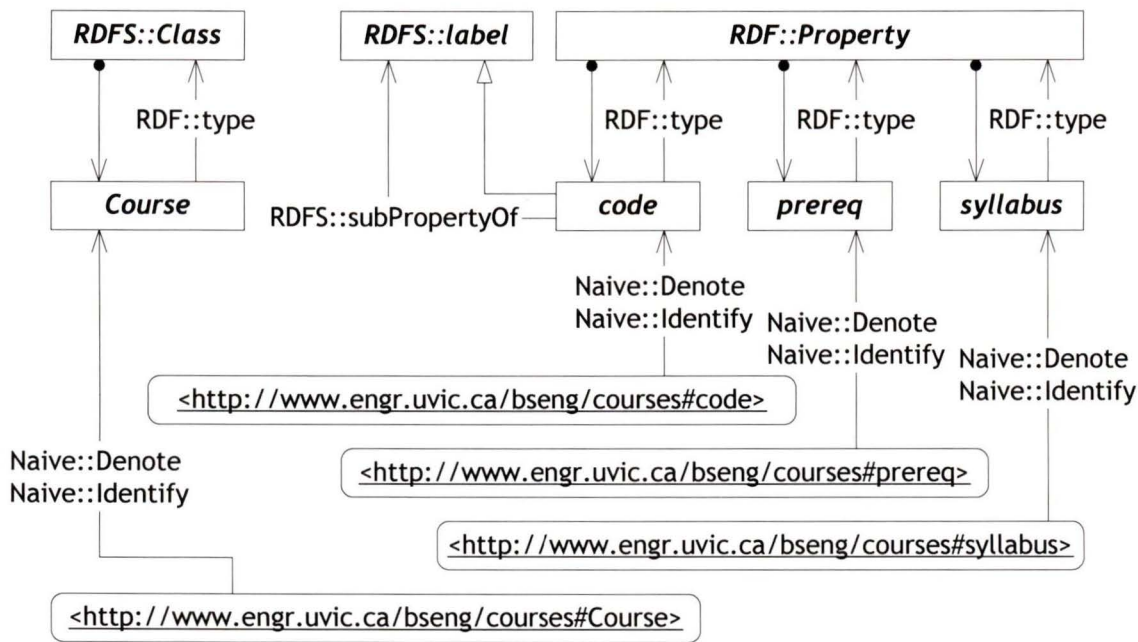 RDFS::Class
RDFS::label
RDF::Property
RDF::type
RDF::type
RDF::type
RDF::type
Course
RDFS::subPropertyOf
code
prereq
syllabus
Naive::Denote
Naive::Identify
Naive::Denote
Naive::Identify
Naive::Denote
Naive::Identify
<http://www.engr.uvic.ca/bseng/courses#code>
Naive::Denote
Naive::Identify
<http://www.engr.uvic.ca/bseng/courses#prereq>
<http://www.engr.uvic.ca/bseng/courses#syllabus>
<http://www.engr.uvic.ca/bseng/courses#Course>